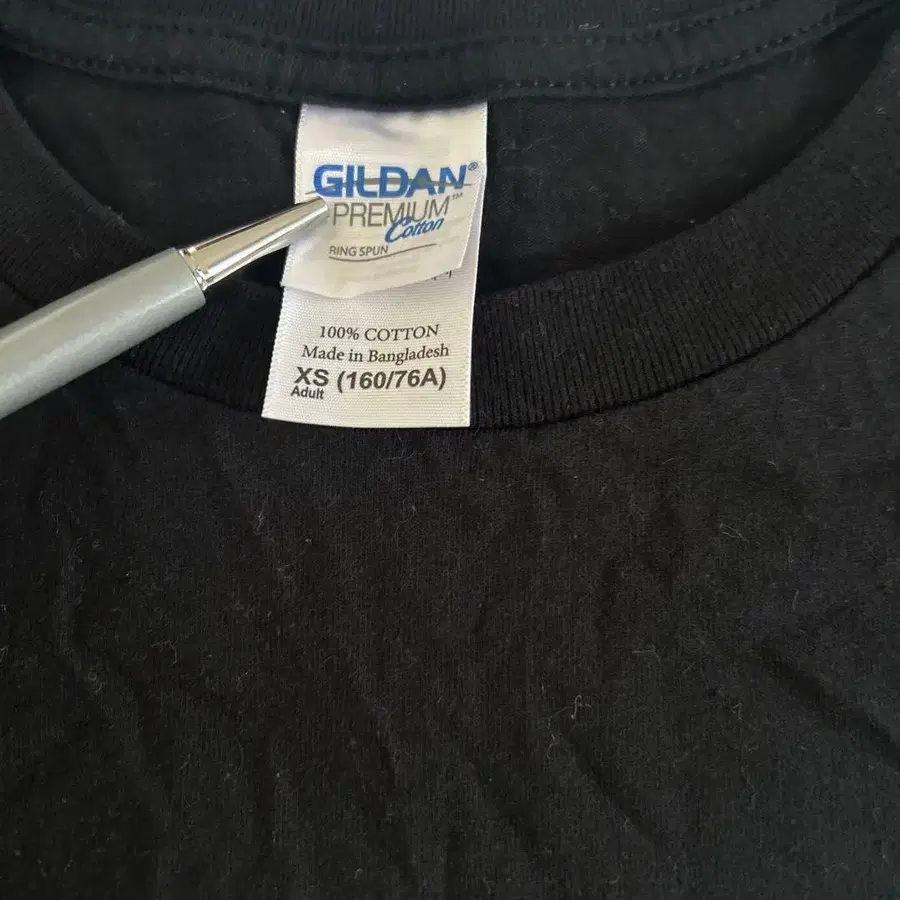 GILDAN®
PREMIUM™
Cotton
RING SPUN
100% COTTON
Made in Bangladesh
XS (160/76A)
Adult